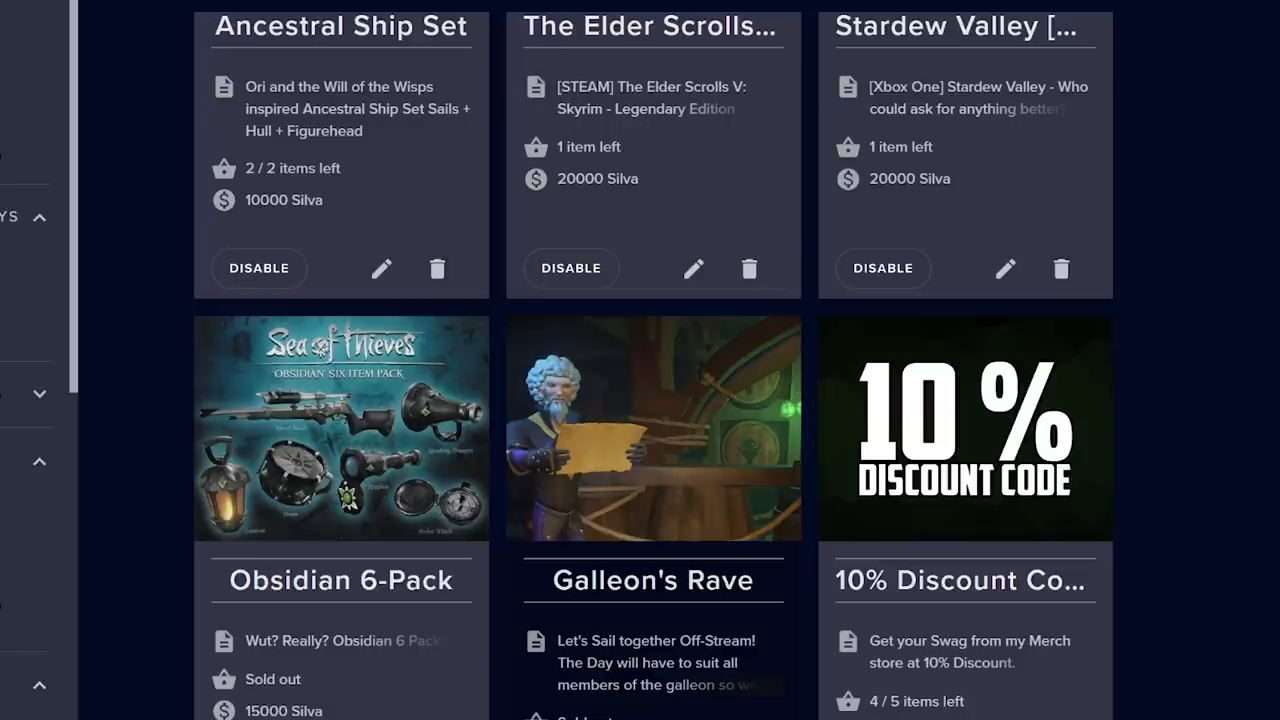 Ancestral Ship Set
Ori and the Will of the Wisps
inspired Ancestral Ship Set Sails +
Hull + Figurehead
2 / 2 items left
10000 Silva
DISABLE
The Elder Scrolls...
[STEAM] The Elder Scrolls V:
Skyrim - Legendary Edition
1 item left
20000 Silva
DISABLE
Stardew Valley [...
[Xbox One] Stardew Valley - Who
could ask for anything better?
1 item left
20000 Silva
DISABLE
YS
Sea of Thieves
OBSIDIAN SIX ITEM PACK
Obsidian 6-Pack
Wut? Really? Obsidian 6 Pack
Sold out
15000 Silva
Galleon's Rave
Let's Sail together Off-Stream!
The Day will have to suit all
members of the galleon so
10 %
DISCOUNT CODE
10% Discount Co...
Get your Swag from my Merch
store at 10% Discount.
4 / 5 items left